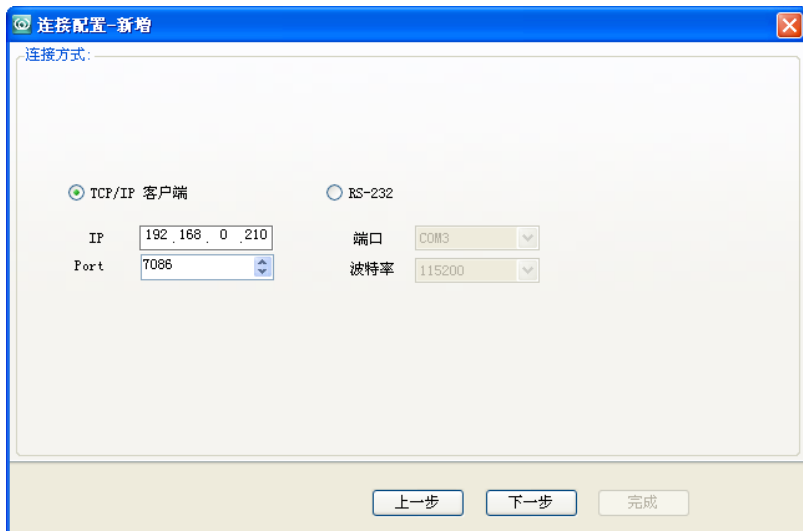 连接配置-新增
连接方式:
TCP/IP 客户端
RS-232
IP
192 . 168 . 0 . 210
端口
COM3
Port
7086
波特率
115200
上一步
下一步
完成